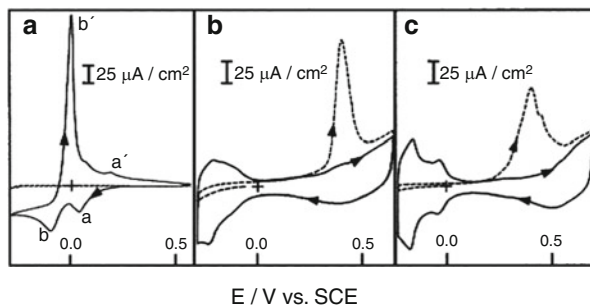 a b´ 25 μA / cm² a´ a b 0.0 0.5
b 25 μA / cm² 0.0 0.5
c 25 μA / cm² 0.0 0.5
E / V vs. SCE